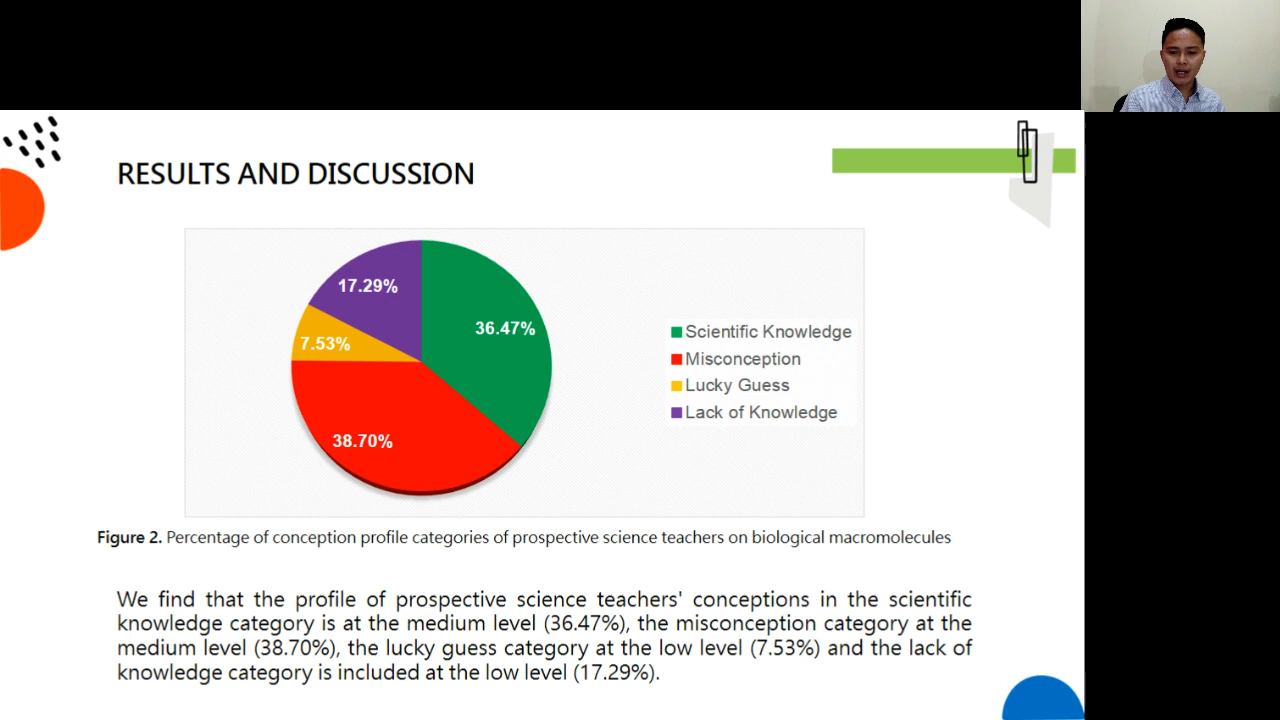 RESULTS AND DISCUSSION
17.29%
36.47%
7.53%
38.70%
Scientific Knowledge
Misconception
Lucky Guess
Lack of Knowledge
Figure 2. Percentage of conception profile categories of prospective science teachers on biological macromolecules
We find that the profile of prospective science teachers' conceptions in the scientific
knowledge category is at the medium level (36.47%), the misconception category at the
medium level (38.70%), the lucky guess category at the low level (7.53%) and the lack of
knowledge category is included at the low level (17.29%).